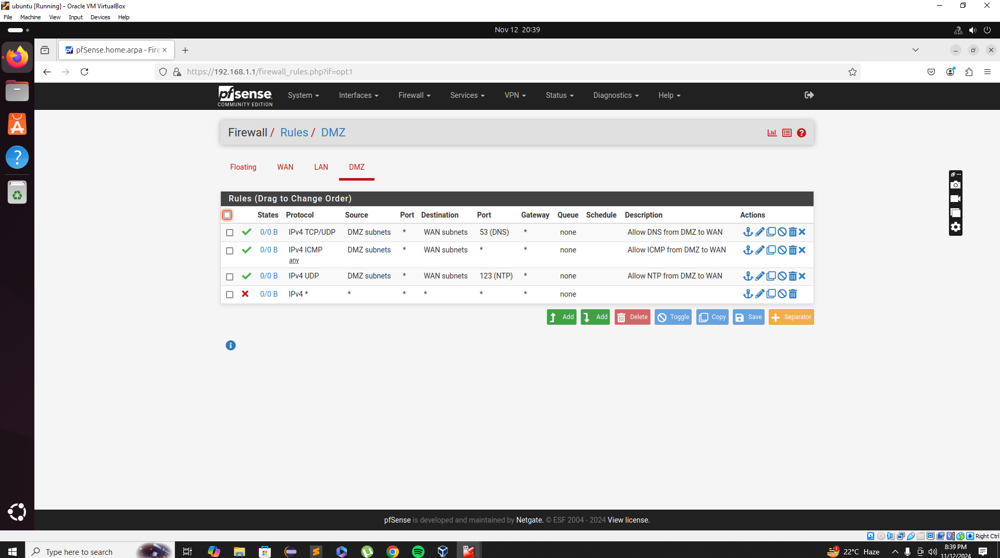 ubuntu [Running] - Oracle VM VirtualBox
File Machine View Input Devices Help
Nov 12 20:39
pfSense.home.arpa - Fire
https://192.168.1.1/firewall_rules.php?if=opt1
pfsense
COMMUNITY EDITION
System Interfaces Firewall Services VPN Status Diagnostics Help
Firewall / Rules / DMZ
Floating WAN LAN DMZ
Rules (Drag to Change Order)
States Protocol Source Port Destination Port Gateway Queue Schedule Description Actions
0/0 B IPv4 TCP/UDP DMZ subnets * WAN subnets 53 (DNS) * none Allow DNS from DMZ to WAN
0/0 B IPv4 ICMP DMZ subnets * WAN subnets * * none Allow ICMP from DMZ to WAN
any
0/0 B IPv4 UDP DMZ subnets * WAN subnets 123 (NTP) * none Allow NTP from DMZ to WAN
0/0 B IPv4 * * * * * * none
Add Add Delete Toggle Copy Save Separator
pfSense is developed and maintained by Netgate. © ESF 2004 - 2024 View license.
Right Ctrl
Type here to search
1
22°C Haze
8:39 PM
11/12/2024